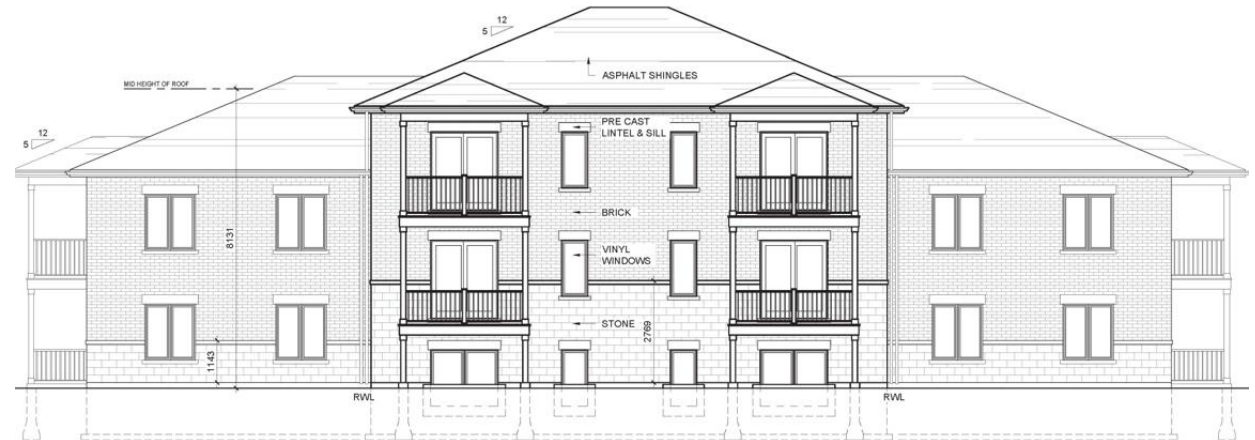 12
5
ASPHALT SHINGLES
MID HEIGHT OF ROOF
PRE CAST
LINTEL & SILL
12
5
BRICK
8131
VINYL
WINDOWS
STONE
2769
1143
RWL
RWL